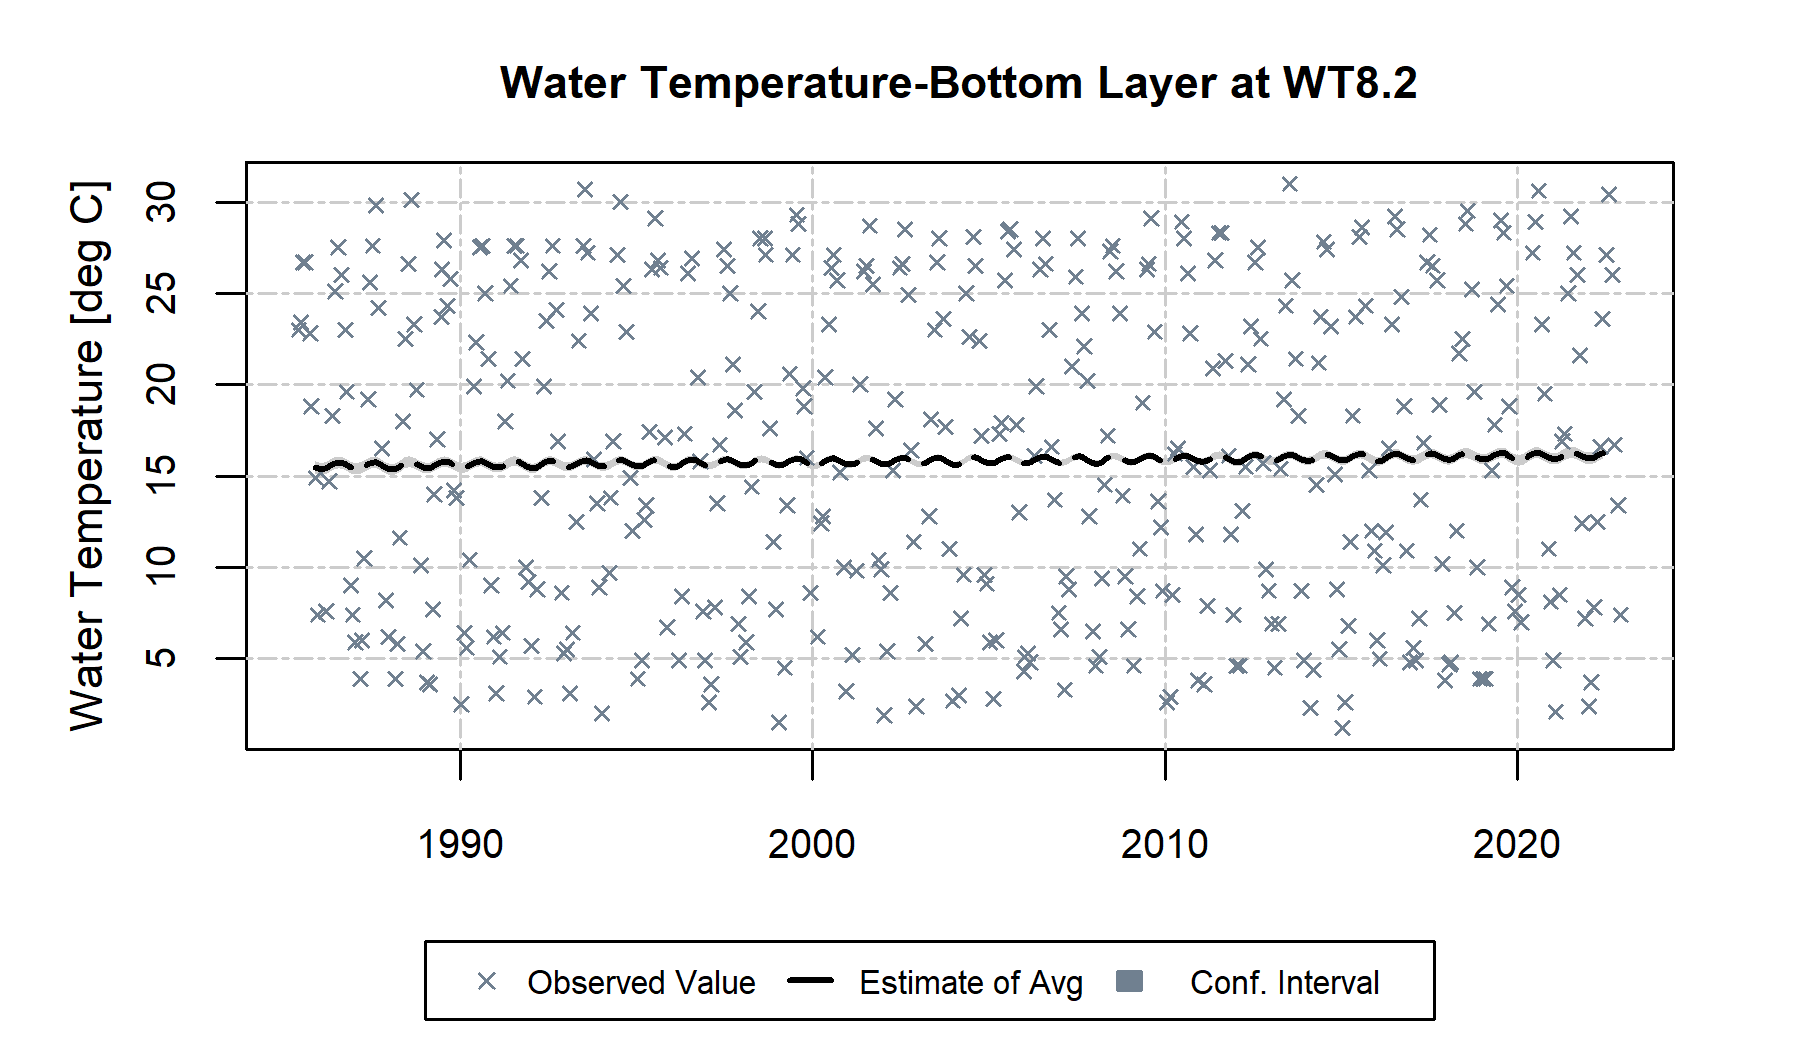 Water Temperature-Bottom Layer at WT8.2
Water Temperature [deg C]
30
25
20
15
10
5
1990 2000 2010 2020
Observed Value Estimate of Avg Conf. Interval